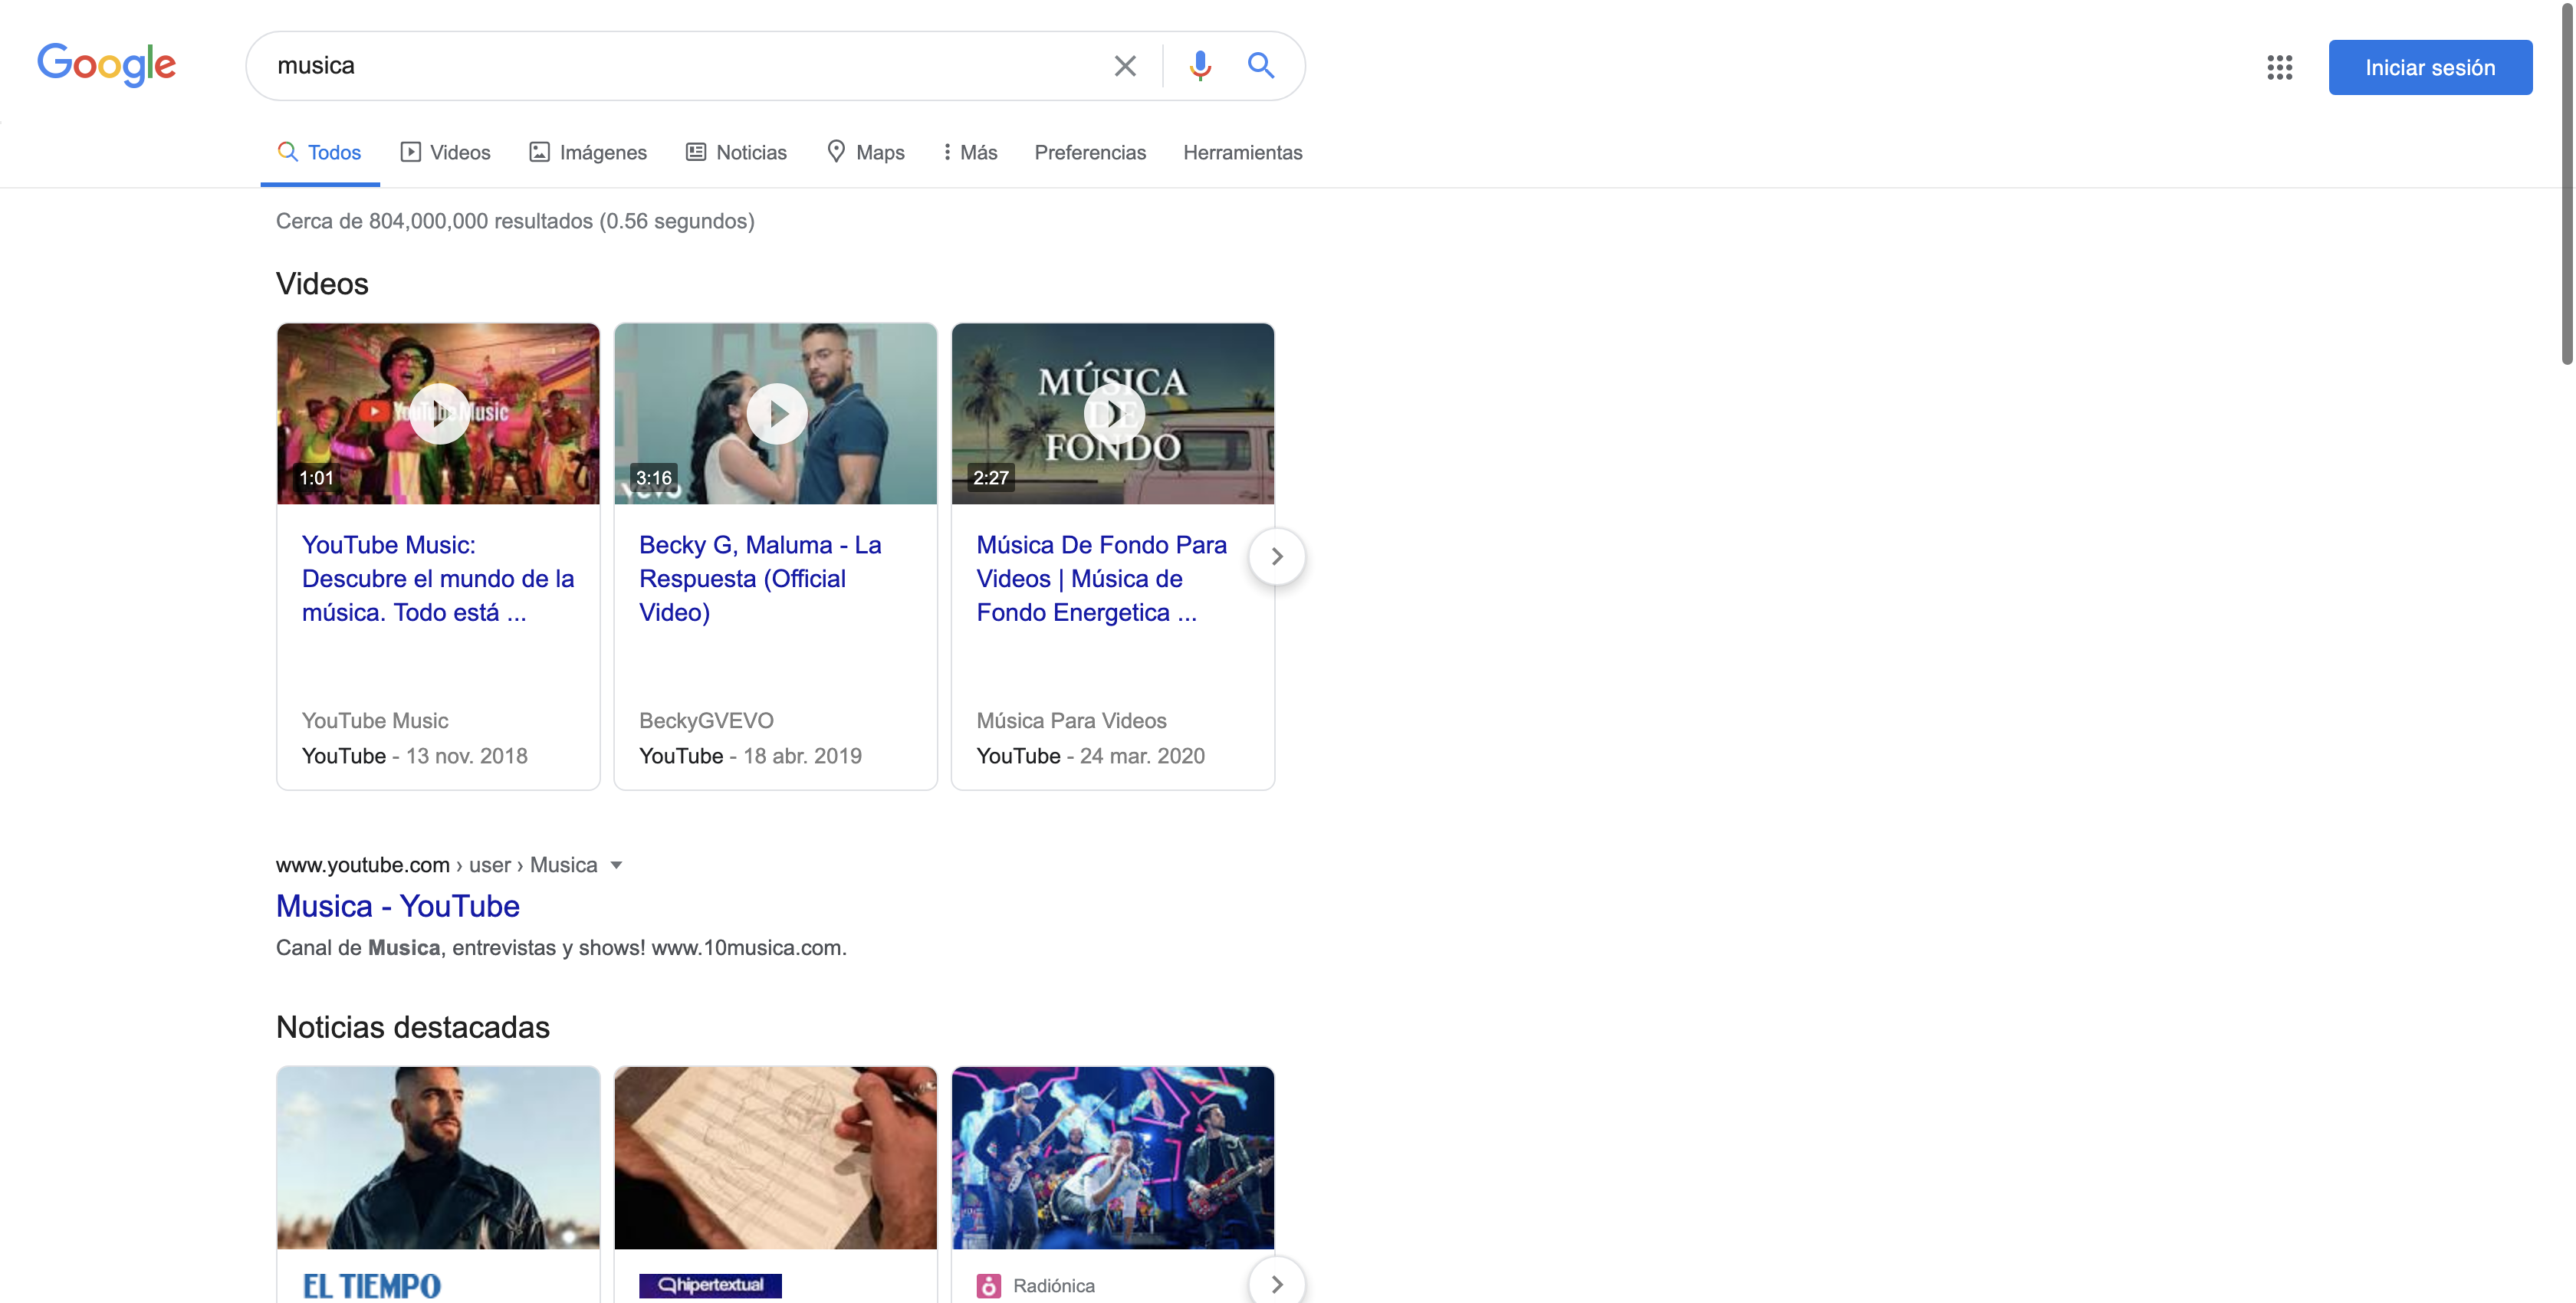 Google
musica
Iniciar sesión
Todos
Videos
Imágenes
Noticias
Maps
Más
Preferencias
Herramientas
Cerca de 804,000,000 resultados (0.56 segundos)
Videos
YouTube Music
1:01
vevo
3:16
MÚSICA
DE
FONDO
2:27
YouTube Music:
Descubre el mundo de la
música. Todo está ...
YouTube Music
YouTube - 13 nov. 2018
Becky G, Maluma - La
Respuesta (Official
Video)
BeckyGVEVO
YouTube - 18 abr. 2019
Música De Fondo Para
Videos | Música de
Fondo Energetica ...
Música Para Videos
YouTube - 24 mar. 2020
www.youtube.com › user › Musica
Musica - YouTube
Canal de Musica, entrevistas y shows! www.10musica.com.
Noticias destacadas
EL TIEMPO
hipertextual
Radiónica